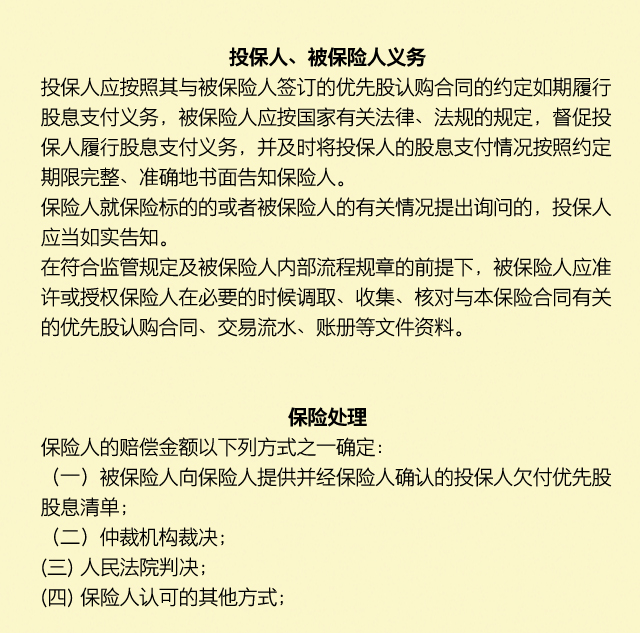 投保人、被保险人义务
投保人应按照其与被保险人签订的优先股认购合同的约定如期履行
股息支付义务，被保险人应按国家有关法律、法规的规定，督促投
保人履行股息支付义务，并及时将投保人的股息支付情况按照约定
期限完整、准确地书面告知保险人。
保险人就保险标的的或者被保险人的有关情况提出询问的，投保人
应当如实告知。
在符合监管规定及被保险人内部流程规章的前提下，被保险人应准
许或授权保险人在必要的时候调取、收集、核对与本保险合同有关
的优先股认购合同、交易流水、账册等文件资料。
保险处理
保险人的赔偿金额以下列方式之一确定：
（一）被保险人向保险人提供并经保险人确认的投保人欠付优先股
股息清单；
（二）仲裁机构裁决；
(三) 人民法院判决；
(四) 保险人认可的其他方式；